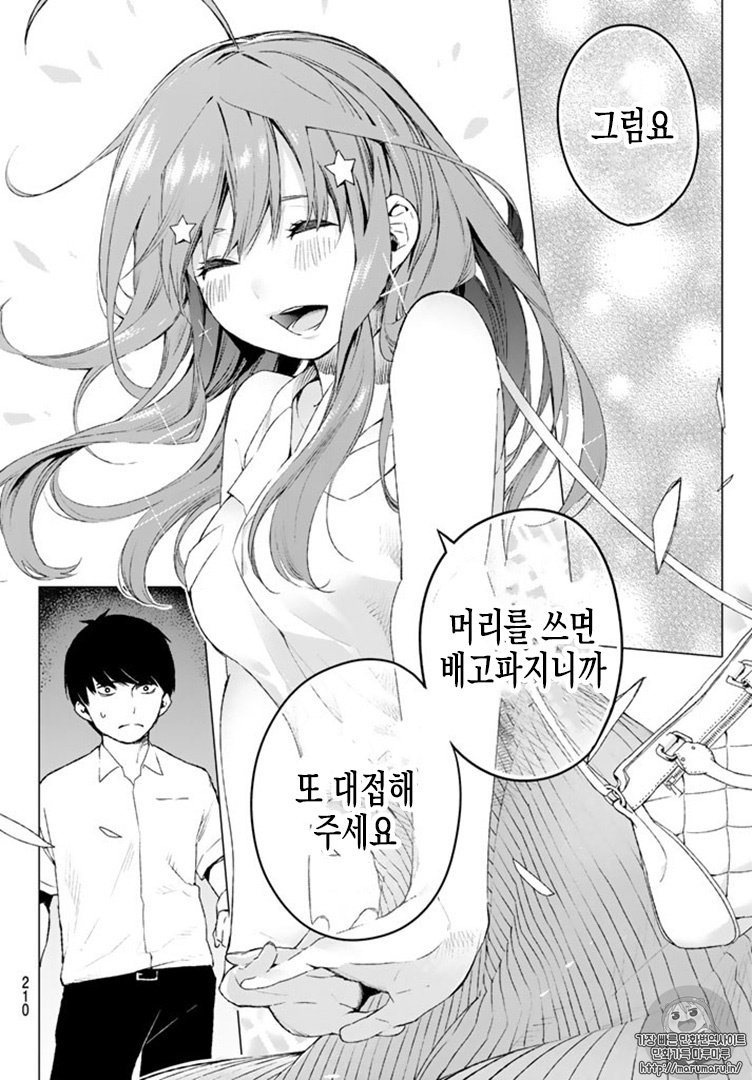 그럼요
머리를 쓰면
배고파지니까
또 대접해
주세요
210
가장 빠른 만화번역사이트
만화가득 마루마루
http://marumaru.in/